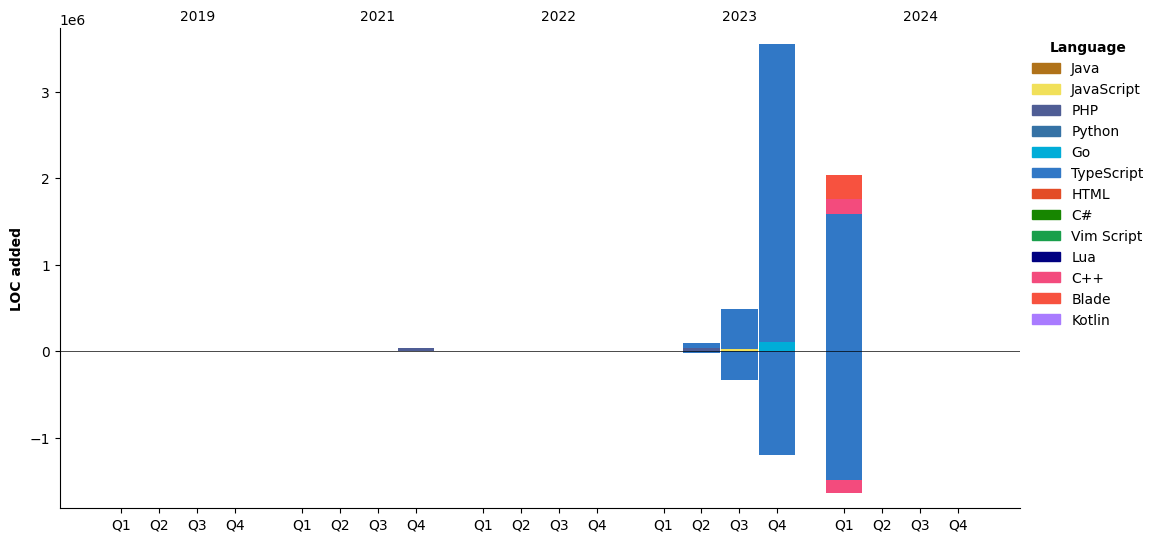 1e6
2019 2021 2022 2023 2024
LOC added
3
2
1
0
−1
Q1 Q2 Q3 Q4 Q1 Q2 Q3 Q4 Q1 Q2 Q3 Q4 Q1 Q2 Q3 Q4 Q1 Q2 Q3 Q4
Language
Java
JavaScript
PHP
Python
Go
TypeScript
HTML
C#
Vim Script
Lua
C++
Blade
Kotlin